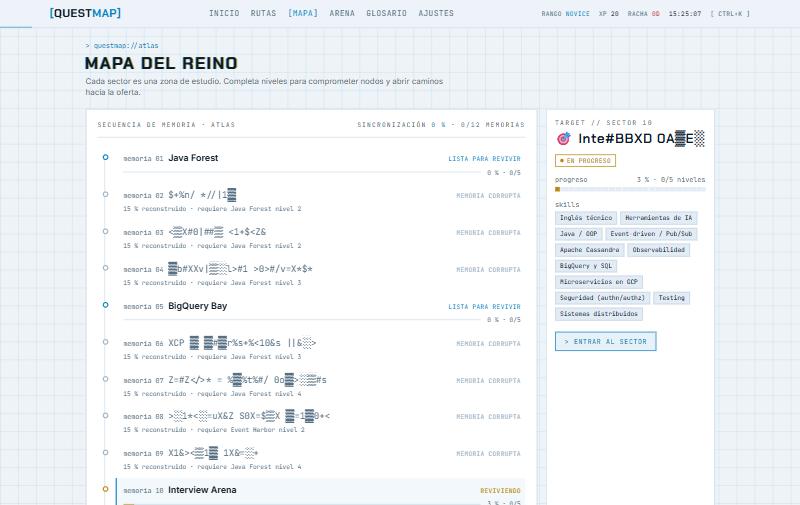 [QUESTMAP]
INICIO RUTAS [MAPA] ARENA GLOSARIO AJUSTES
RANGO NOVICE XP 20 RACHA 0D 15:25:07 [ CTRL+K ]
> questmap://atlas
MAPA DEL REINO
Cada sector es una zona de estudio. Completa niveles para comprometer nodos y abrir caminos
hacia la oferta.
SECUENCIA DE MEMORIA · ATLAS
SINCRONIZACIÓN 0 % · 0/12 MEMORIAS
memoria 01 Java Forest LISTA PARA REVIVIR
0 % · 0/5
memoria 02 MEMORIA CORRUPTA
15 % reconstruido · requiere Java Forest nivel 2
memoria 03 MEMORIA CORRUPTA
15 % reconstruido · requiere Java Forest nivel 2
memoria 04 MEMORIA CORRUPTA
15 % reconstruido · requiere Java Forest nivel 3
memoria 05 BigQuery Bay LISTA PARA REVIVIR
0 % · 0/5
memoria 06 MEMORIA CORRUPTA
15 % reconstruido · requiere Java Forest nivel 3
memoria 07 MEMORIA CORRUPTA
15 % reconstruido · requiere Java Forest nivel 4
memoria 08 MEMORIA CORRUPTA
15 % reconstruido · requiere Event Harbor nivel 2
memoria 09 MEMORIA CORRUPTA
15 % reconstruido · requiere Java Forest nivel 4
memoria 10 Interview Arena REVIVIENDO
3 % · 0/5
TARGET // SECTOR 10
Inte#BBXD 0A▓E░
EN PROGRESO
progreso 3 % · 0/5 niveles
skills
Inglés técnico Herramientas de IA
Java / OOP Event-driven / Pub/Sub
Apache Cassandra Observabilidad
BigQuery y SQL
Microservicios en GCP
Seguridad (authn/authz) Testing
Sistemas distribuidos
> ENTRAR AL SECTOR